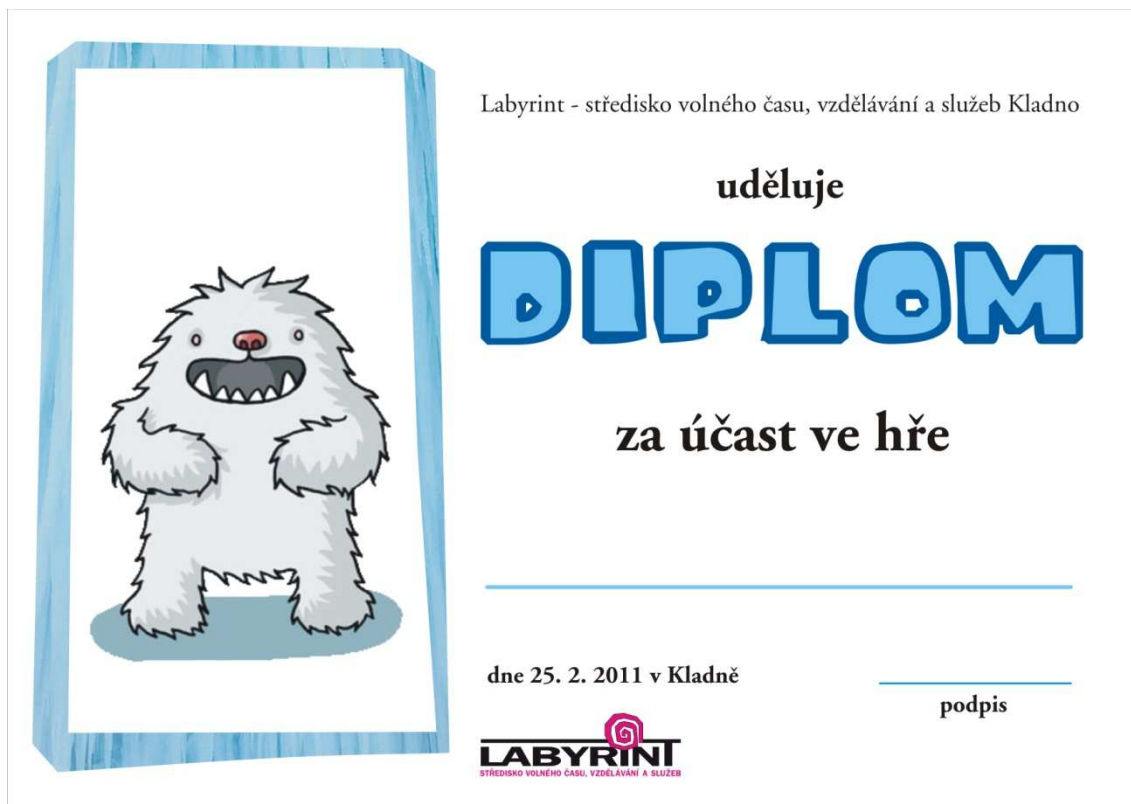 Labyrint - středisko volného času, vzdělávání a služeb Kladno
uděluje
DIPLOM
za účast ve hře
dne 25. 2. 2011 v Kladně
podpis
LABYRINT
STŘEDISKO VOLNÉHO ČASU, VZDĚLÁVÁNÍ A SLUŽEB